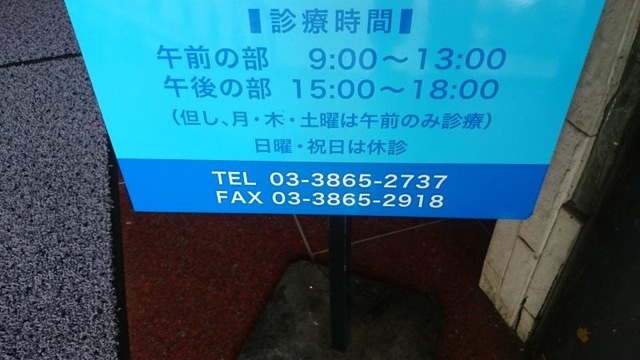 診療時間
午前の部 9:00～13:00
午後の部 15:00～18:00
（但し、月・木・土曜は午前のみ診療）
日曜・祝日は休診
TEL 03-3865-2737
FAX 03-3865-2918